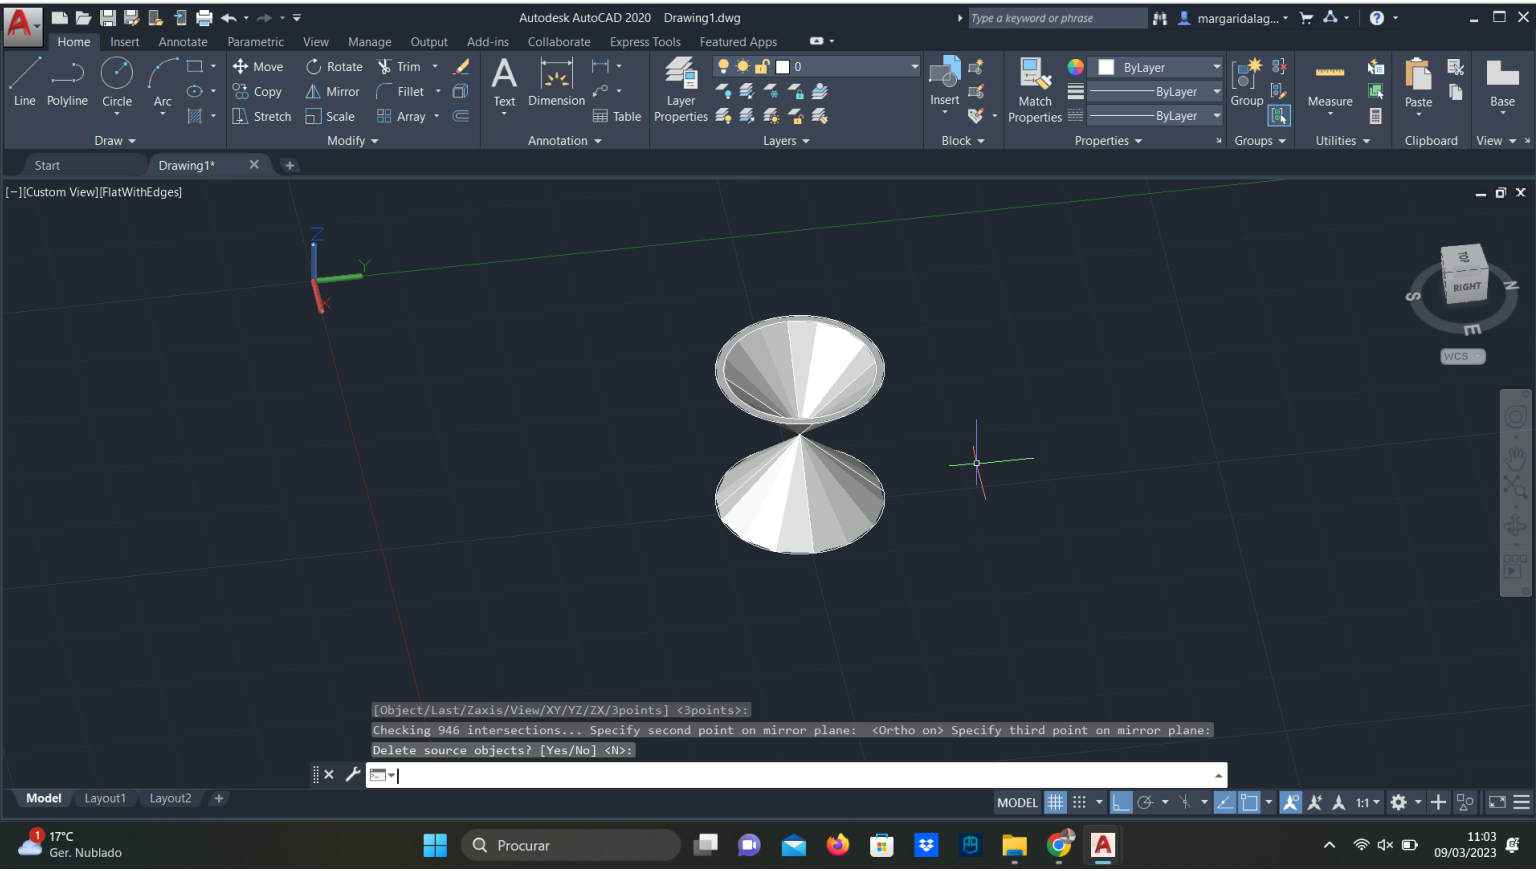 Autodesk AutoCAD 2020 Drawing1.dwg Type a keyword or phrase margaridalag...
Home Insert Annotate Parametric View Manage Output Add-ins Collaborate Express Tools Featured Apps
Line Polyline Circle Arc
Draw
Move Rotate Trim
Copy Mirror Fillet
Stretch Scale Array
Modify
Text Dimension Table
Annotation
Layer Properties
0
Layers
Insert
Block
Match Properties
ByLayer
ByLayer
ByLayer
Properties
Group
Groups
Measure
Utilities
Paste
Clipboard
Base
View
Start Drawing1*
[−][Custom View][FlatWithEdges]
Z
Y
X
TOP
RIGHT
S
N
E
WCS
[Object/Last/Zaxis/View/XY/YZ/ZX/3points] <3points>:
Checking 946 intersections... Specify second point on mirror plane: <Ortho on> Specify third point on mirror plane:
Delete source objects? [Yes/No] <N>:
Model Layout1 Layout2
MODEL 1:1
1
17°C
Ger. Nublado
Procurar
11:03
09/03/2023